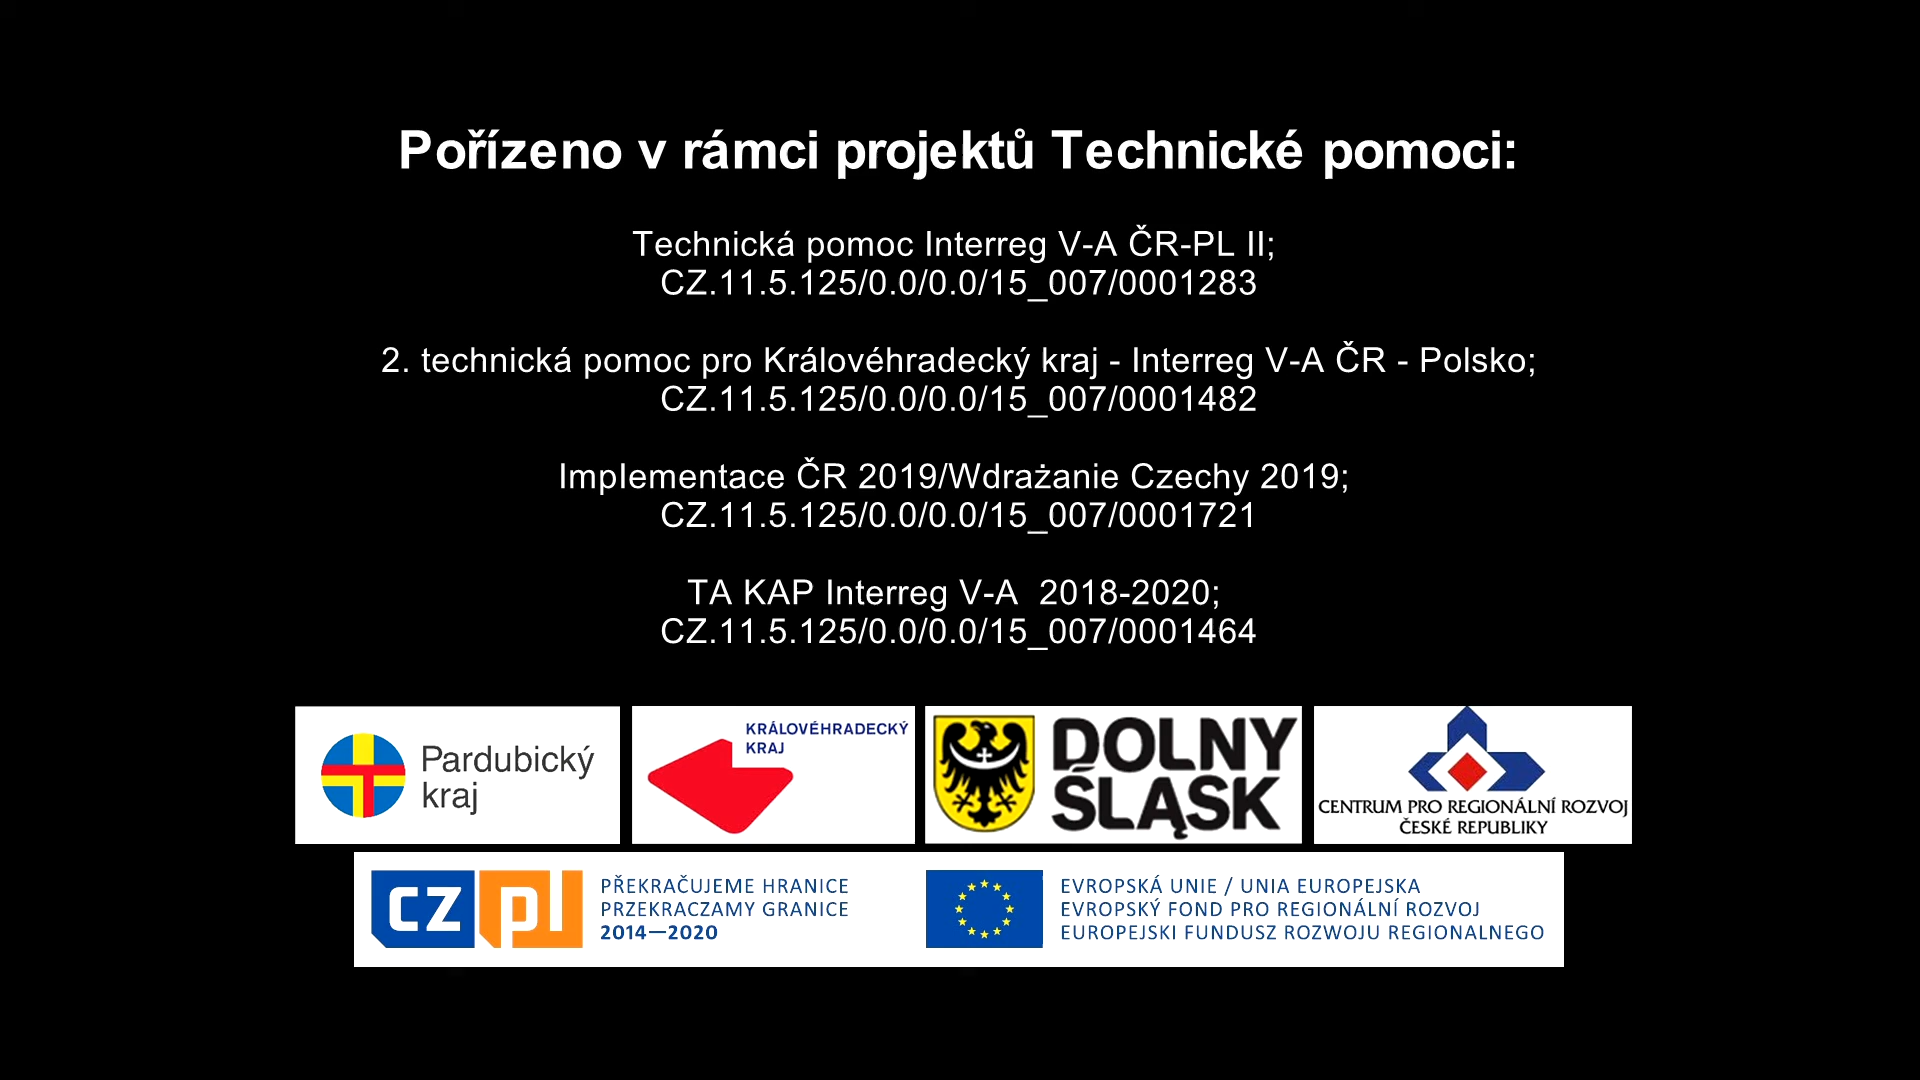 Pořízeno v rámci projektů Technické pomoci:
Technická pomoc Interreg V-A ČR-PL II;
CZ.11.5.125/0.0/0.0/15_007/0001283
2. technická pomoc pro Královéhradecký kraj - Interreg V-A ČR - Polsko;
CZ.11.5.125/0.0/0.0/15_007/0001482
Implementace ČR 2019/Wdrażanie Czechy 2019;
CZ.11.5.125/0.0/0.0/15_007/0001721
TA KAP Interreg V-A  2018-2020;
CZ.11.5.125/0.0/0.0/15_007/0001464
Pardubický
kraj
KRÁLOVÉHRADECKÝ
KRAJ
DOLNY
ŚLĄSK
CENTRUM PRO REGIONÁLNÍ ROZVOJ
ČESKÉ REPUBLIKY
CZ pl
PŘEKRAČUJEME HRANICE
PRZEKRACZAMY GRANICE
2014—2020
EVROPSKÁ UNIE / UNIA EUROPEJSKA
EVROPSKÝ FOND PRO REGIONÁLNÍ ROZVOJ
EUROPEJSKI FUNDUSZ ROZWOJU REGIONALNEGO